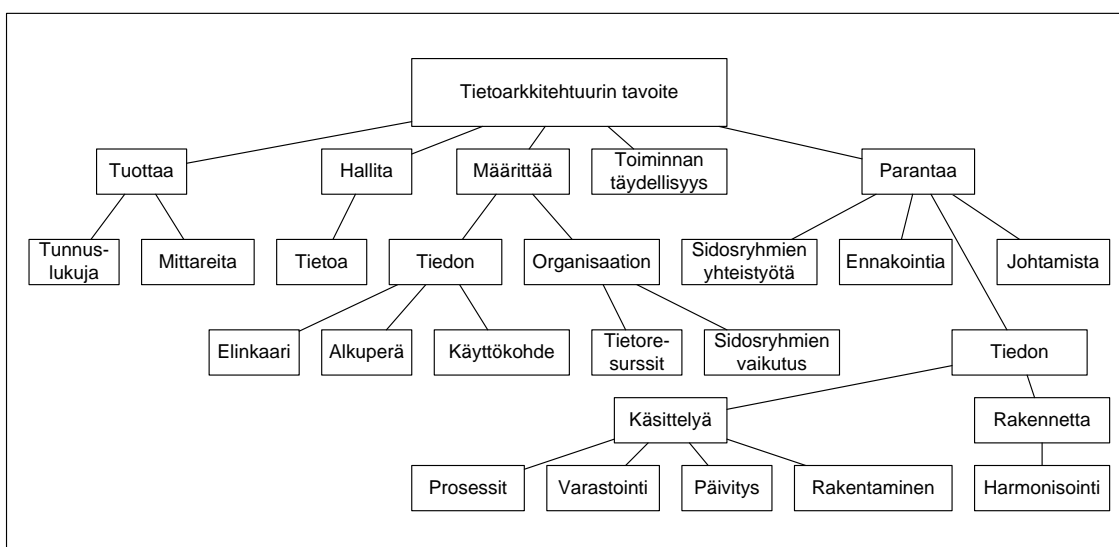 Tietoarkkitehtuurin tavoite
Tuottaa
Hallita
Määrittää
Toiminnan
täydellisyys
Parantaa
Tunnus-
lukuja
Mittareita
Tietoa
Tiedon
Organisaation
Sidosryhmien
yhteistyötä
Ennakointia
Johtamista
Elinkaari
Alkuperä
Käyttökohde
Tietore-
surssit
Sidosryhmien
vaikutus
Tiedon
Käsittelyä
Rakennetta
Prosessit
Varastointi
Päivitys
Rakentaminen
Harmonisointi